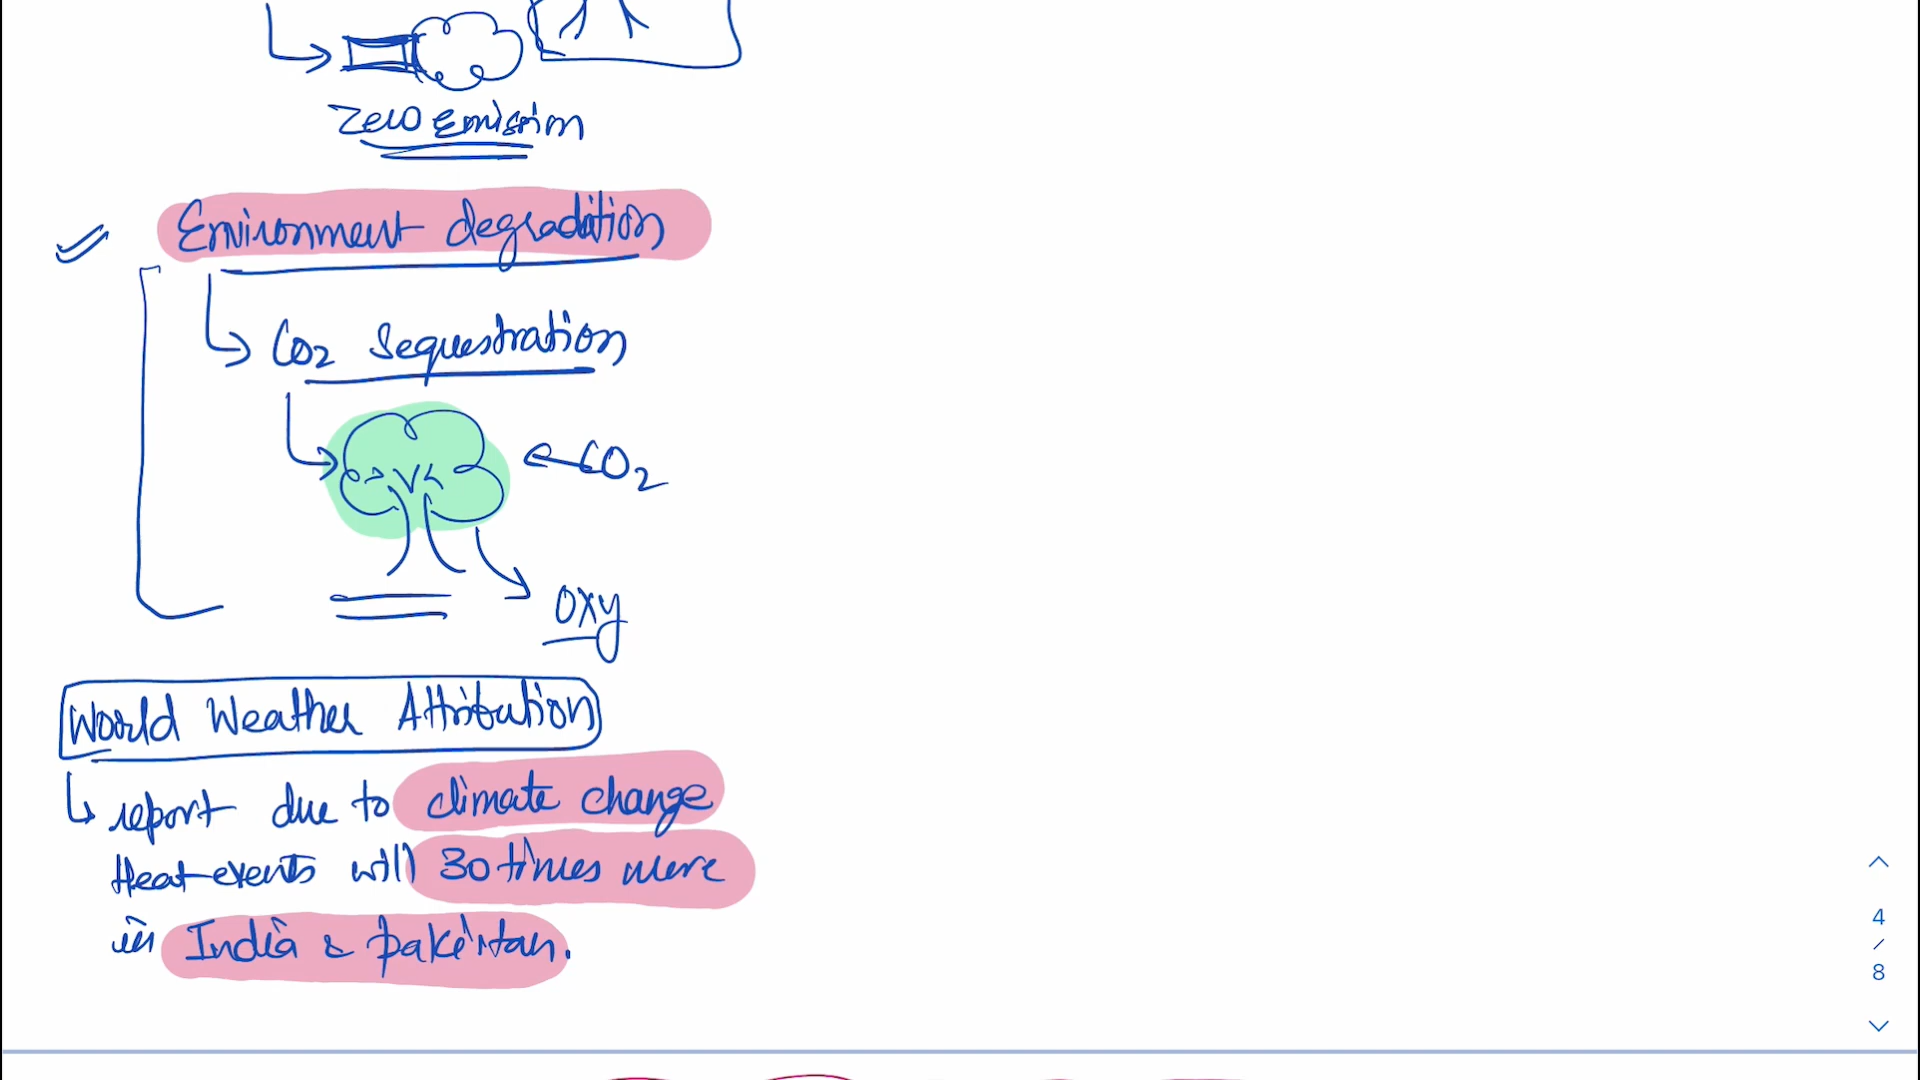 Zero Emission
Environment degradation
CO2 Sequestration
CO2
Oxy
World Weather Attribution
report due to climate change
Heat events will 30 times more
in India & Pakistan.
4
/
8